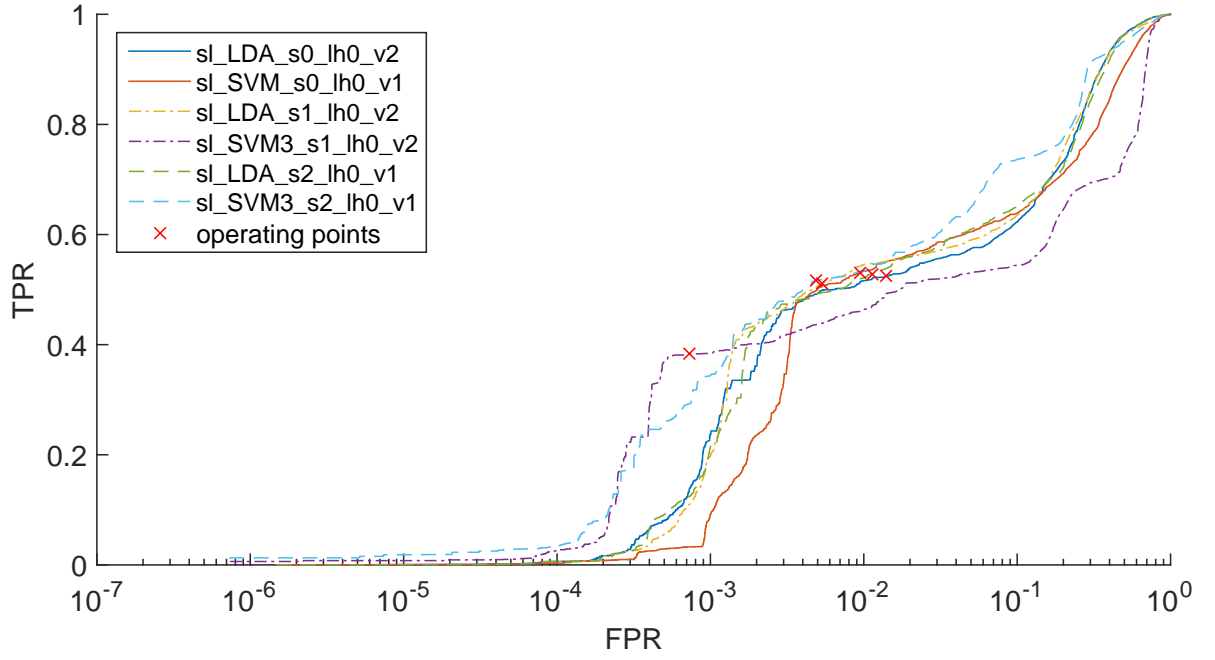 1
0.8
0.6
0.4
0.2
0
TPR
sl_LDA_s0_lh0_v2
sl_SVM_s0_lh0_v1
sl_LDA_s1_lh0_v2
sl_SVM3_s1_lh0_v2
sl_LDA_s2_lh0_v1
sl_SVM3_s2_lh0_v1
operating points
10^-7 10^-6 10^-5 10^-4 10^-3 10^-2 10^-1 10^0
FPR